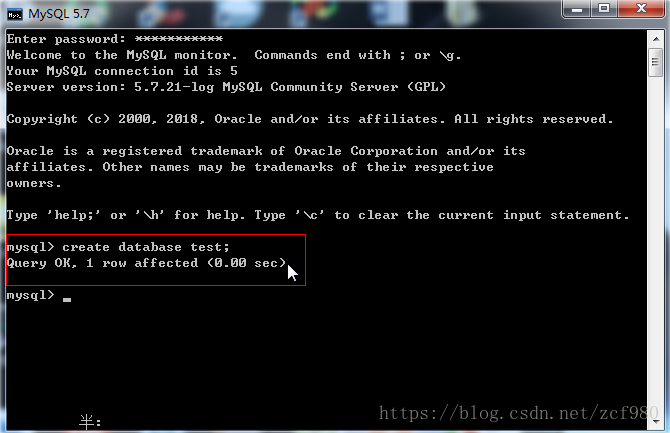 MySQL 5.7
Enter password: ***********
Welcome to the MySQL monitor.  Commands end with ; or \g.
Your MySQL connection id is 5
Server version: 5.7.21-log MySQL Community Server (GPL)
Copyright (c) 2000, 2018, Oracle and/or its affiliates. All rights reserved.
Oracle is a registered trademark of Oracle Corporation and/or its
affiliates. Other names may be trademarks of their respective
owners.
Type 'help;' or '\h' for help. Type '\c' to clear the current input statement.
mysql> create database test;
Query OK, 1 row affected (0.00 sec)
mysql> _
半:
https://blog.csdn.net/zcf980